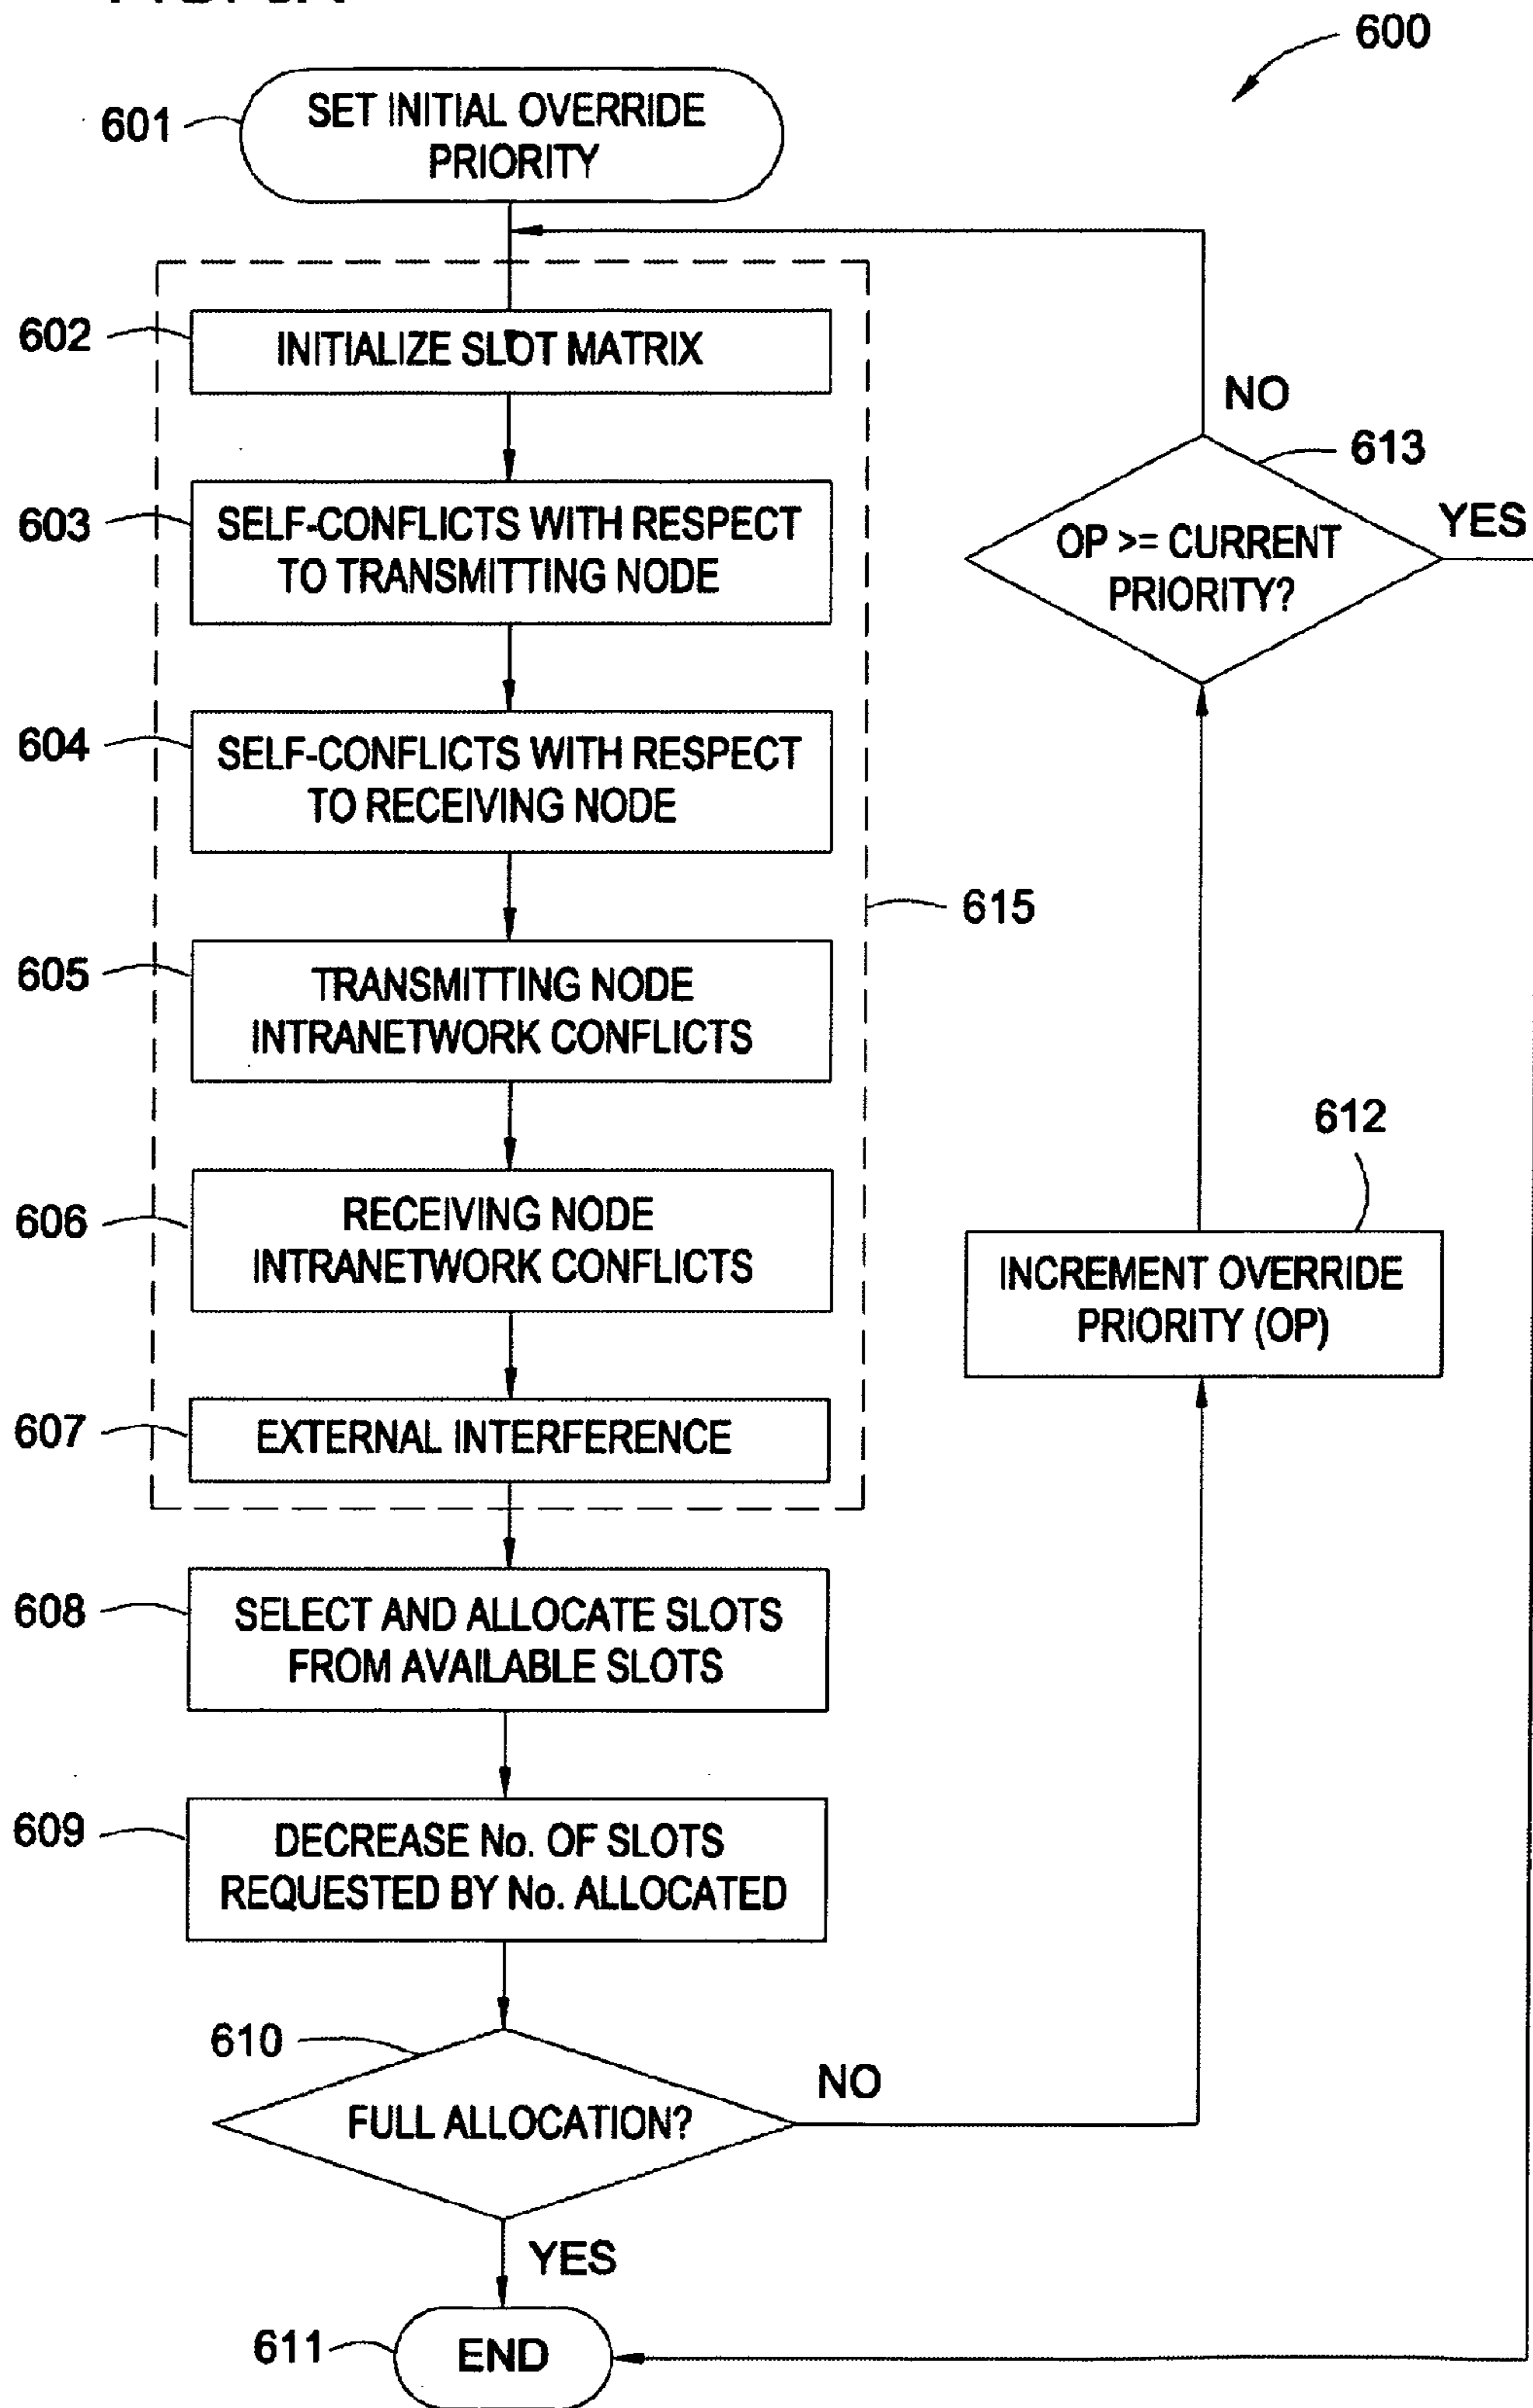 600
601
SET INITIAL OVERRIDE
PRIORITY
602
INITIALIZE SLOT MATRIX
603
SELF-CONFLICTS WITH RESPECT
TO TRANSMITTING NODE
604
SELF-CONFLICTS WITH RESPECT
TO RECEIVING NODE
615
605
TRANSMITTING NODE
INTRANETWORK CONFLICTS
606
RECEIVING NODE
INTRANETWORK CONFLICTS
607
EXTERNAL INTERFERENCE
608
SELECT AND ALLOCATE SLOTS
FROM AVAILABLE SLOTS
609
DECREASE No. OF SLOTS
REQUESTED BY No. ALLOCATED
610
FULL ALLOCATION?
NO
YES
611
END
612
INCREMENT OVERRIDE
PRIORITY (OP)
613
OP >= CURRENT
PRIORITY?
NO
YES